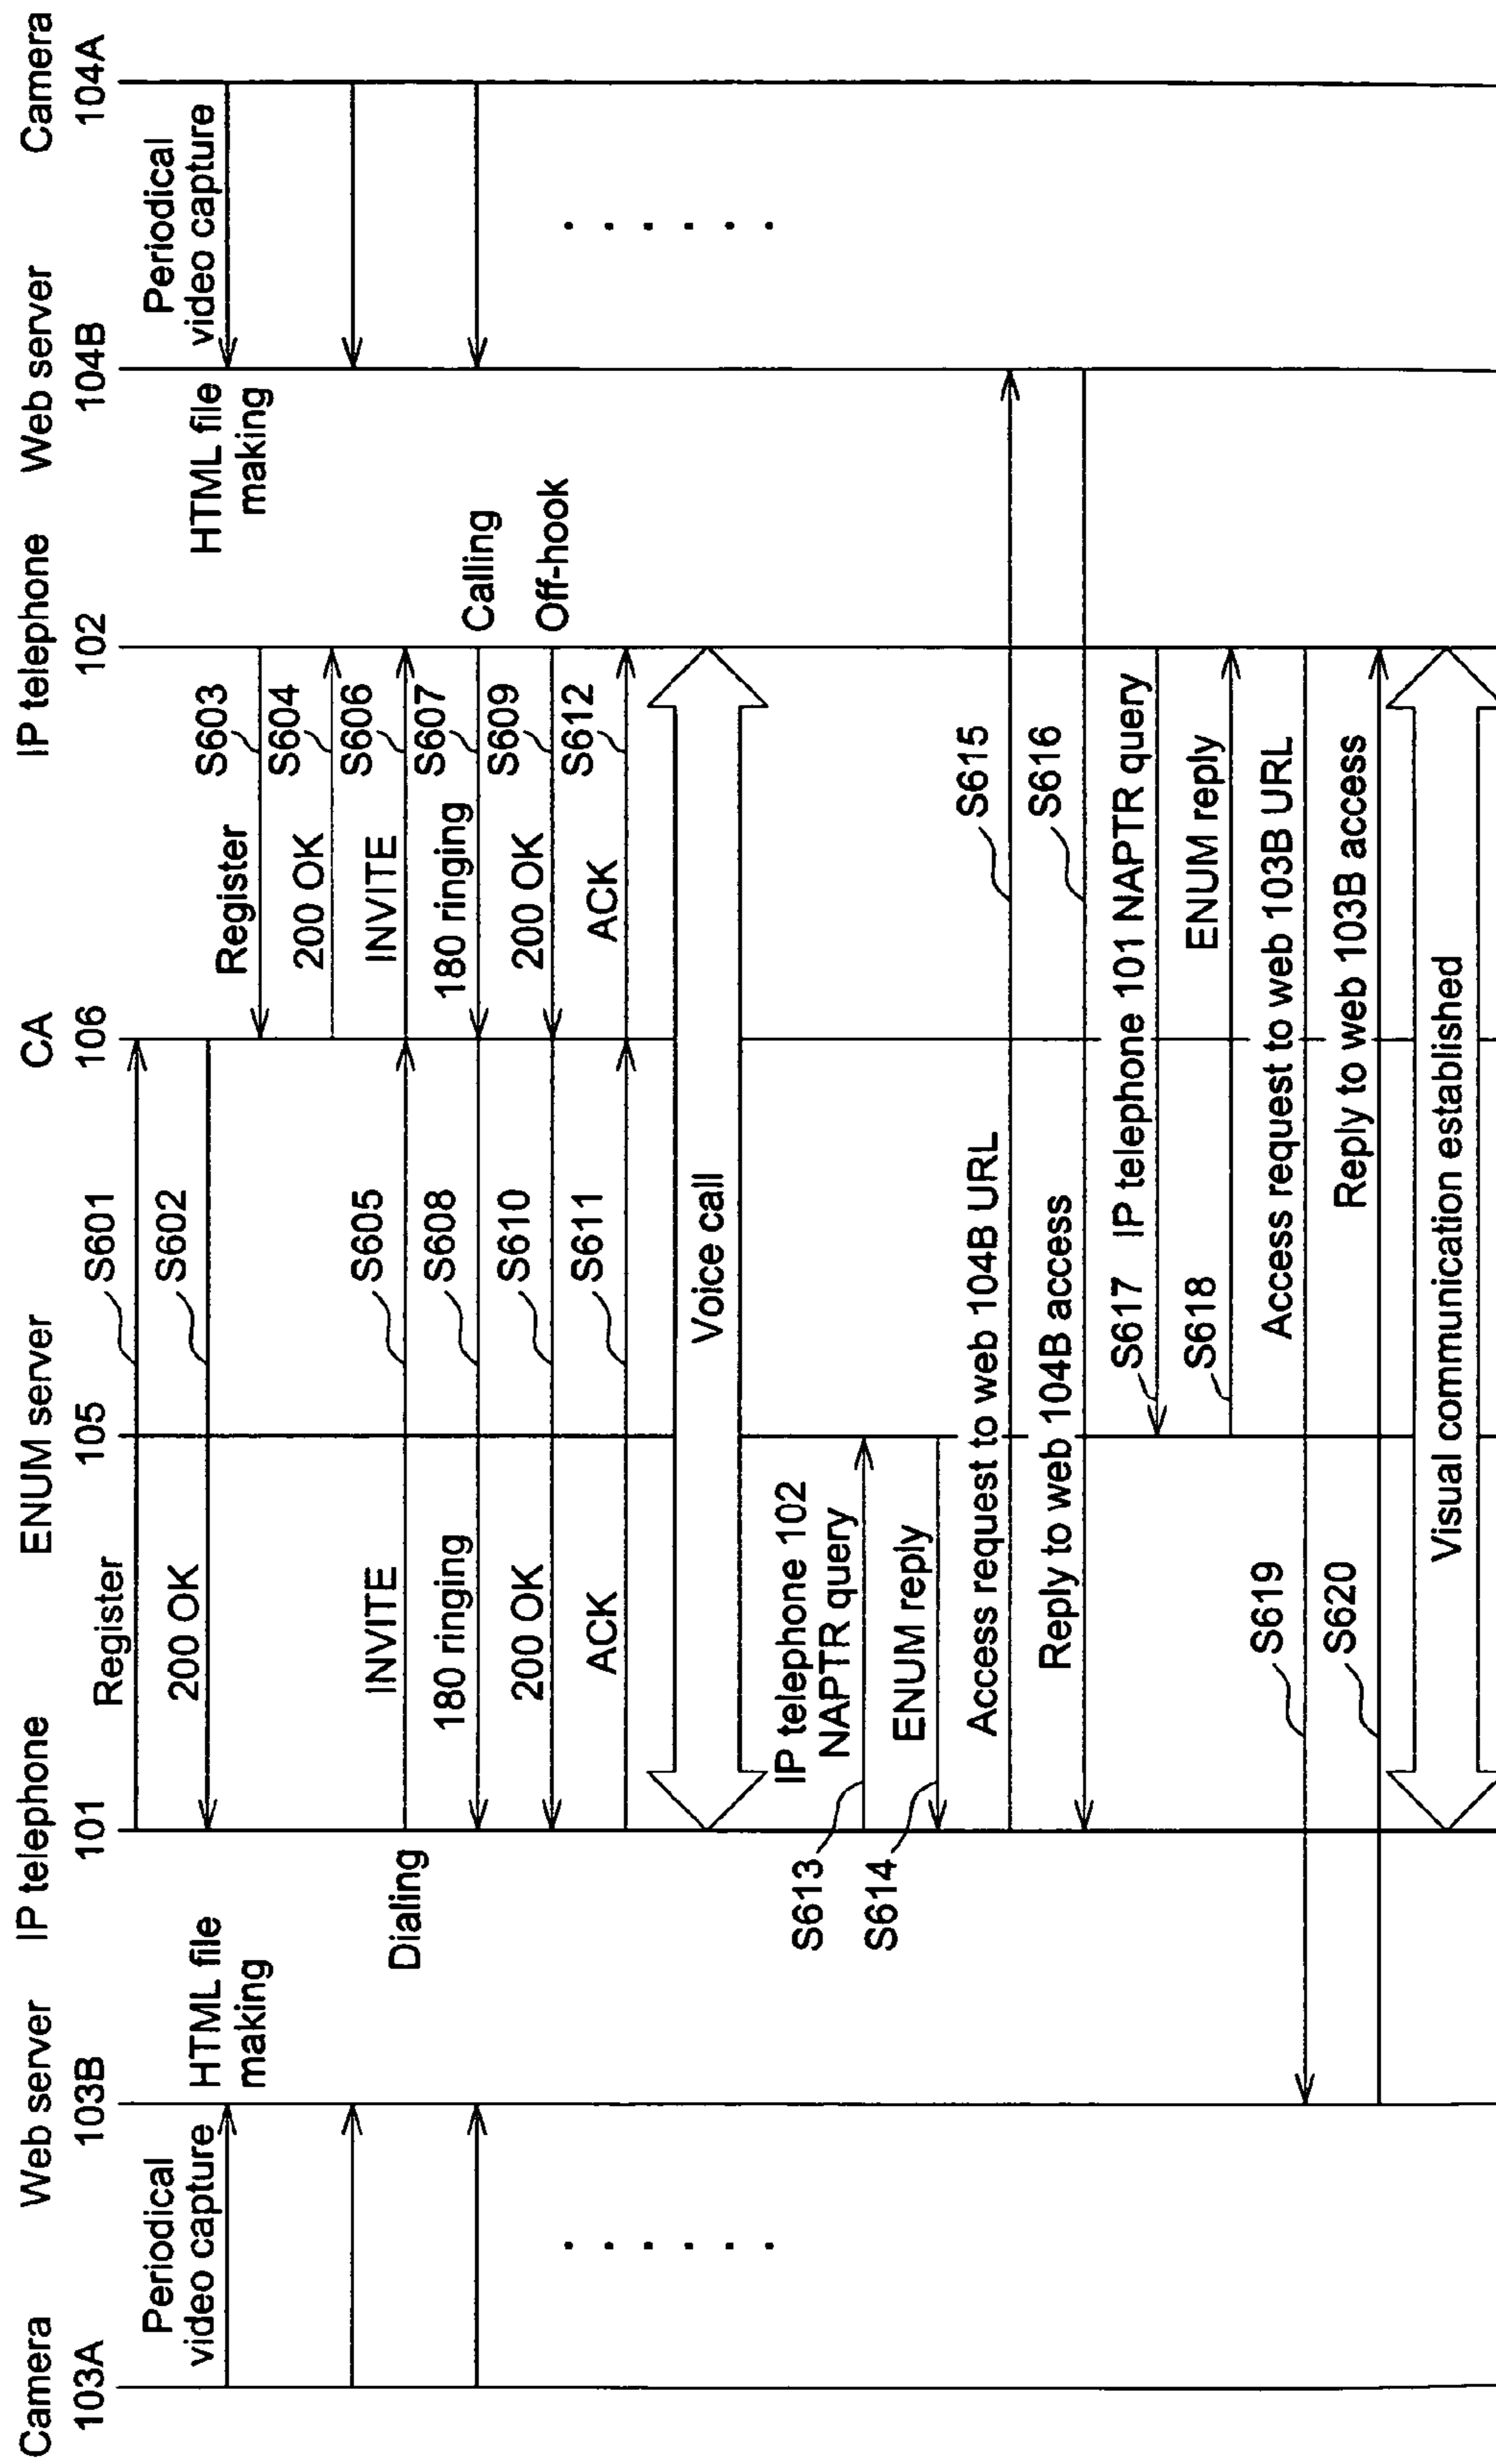 Camera
103A
Web server
103B
IP telephone
101
ENUM server
105
CA
106
IP telephone
102
Web server
104B
Camera
104A
Periodical
video capture
HTML file
making
Register
S601
200 OK
S602
Periodical
video capture
HTML file
making
Register
S603
200 OK
S604
Dialing
INVITE
S605
INVITE
S606
180 ringing
S608
180 ringing
S607
Calling
200 OK
S610
200 OK
S609
Off-hook
ACK
S611
ACK
S612
Voice call
S613
IP telephone 102
NAPTR query
S614
ENUM reply
Access request to web 104B URL
S615
Reply to web 104B access
S616
S617
IP telephone 101 NAPTR query
S618
ENUM reply
S619
Access request to web 103B URL
S620
Reply to web 103B access
Visual communication established